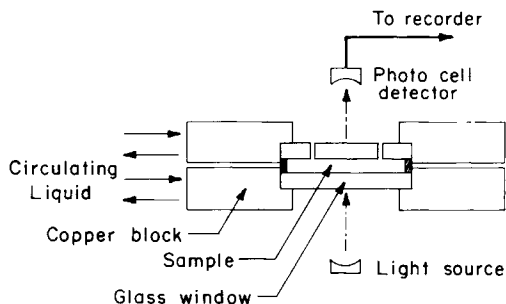 To recorder
Photo cell
detector
Circulating
Liquid
Copper block
Sample
Light source
Glass window